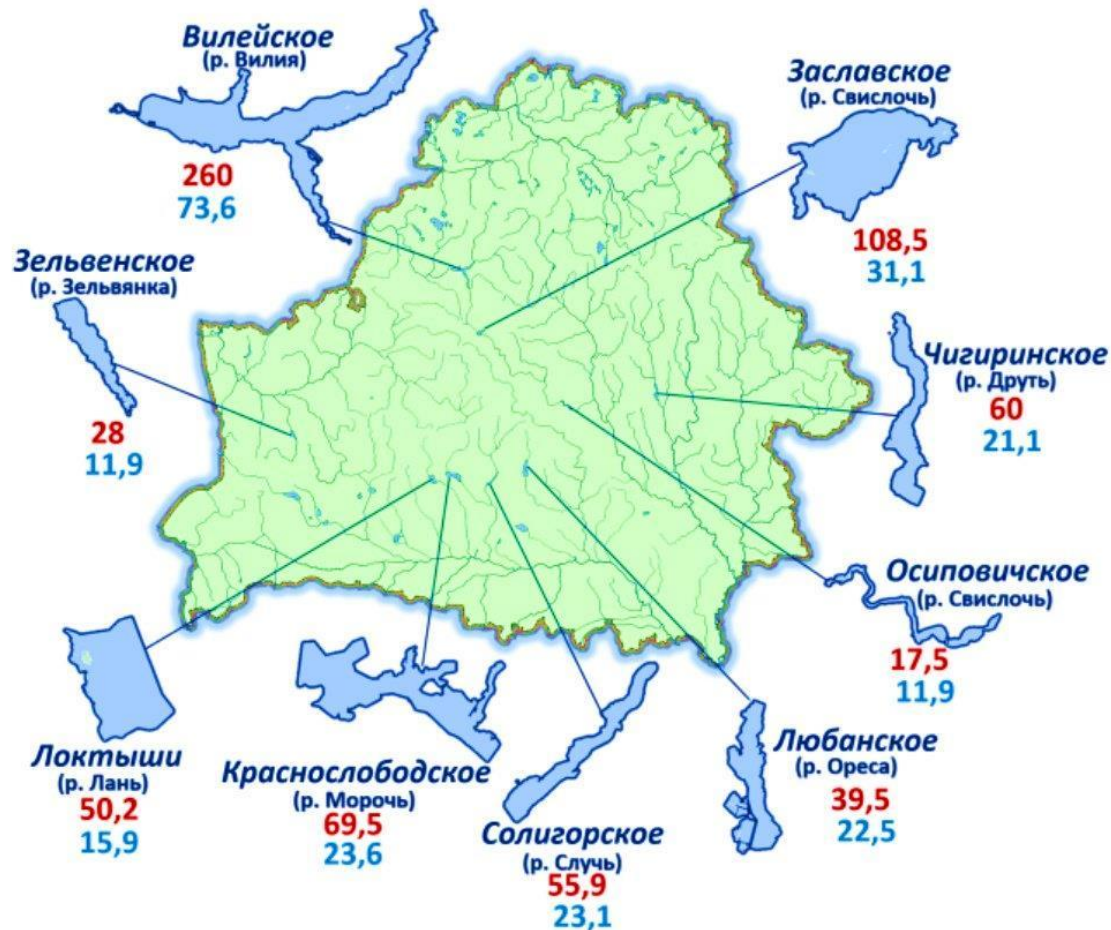 Вилейское
(р. Вилия)
260
73,6
Заславское
(р. Свислочь)
108,5
31,1
Зельвенское
(р. Зельвянка)
28
11,9
Чигиринское
(р. Друть)
60
21,1
Осиповичское
(р. Свислочь)
17,5
11,9
Локтыши
(р. Лань)
50,2
15,9
Краснослободское
(р. Морочь)
69,5
23,6
Солигорское
(р. Случь)
55,9
23,1
Любанское
(р. Ореса)
39,5
22,5